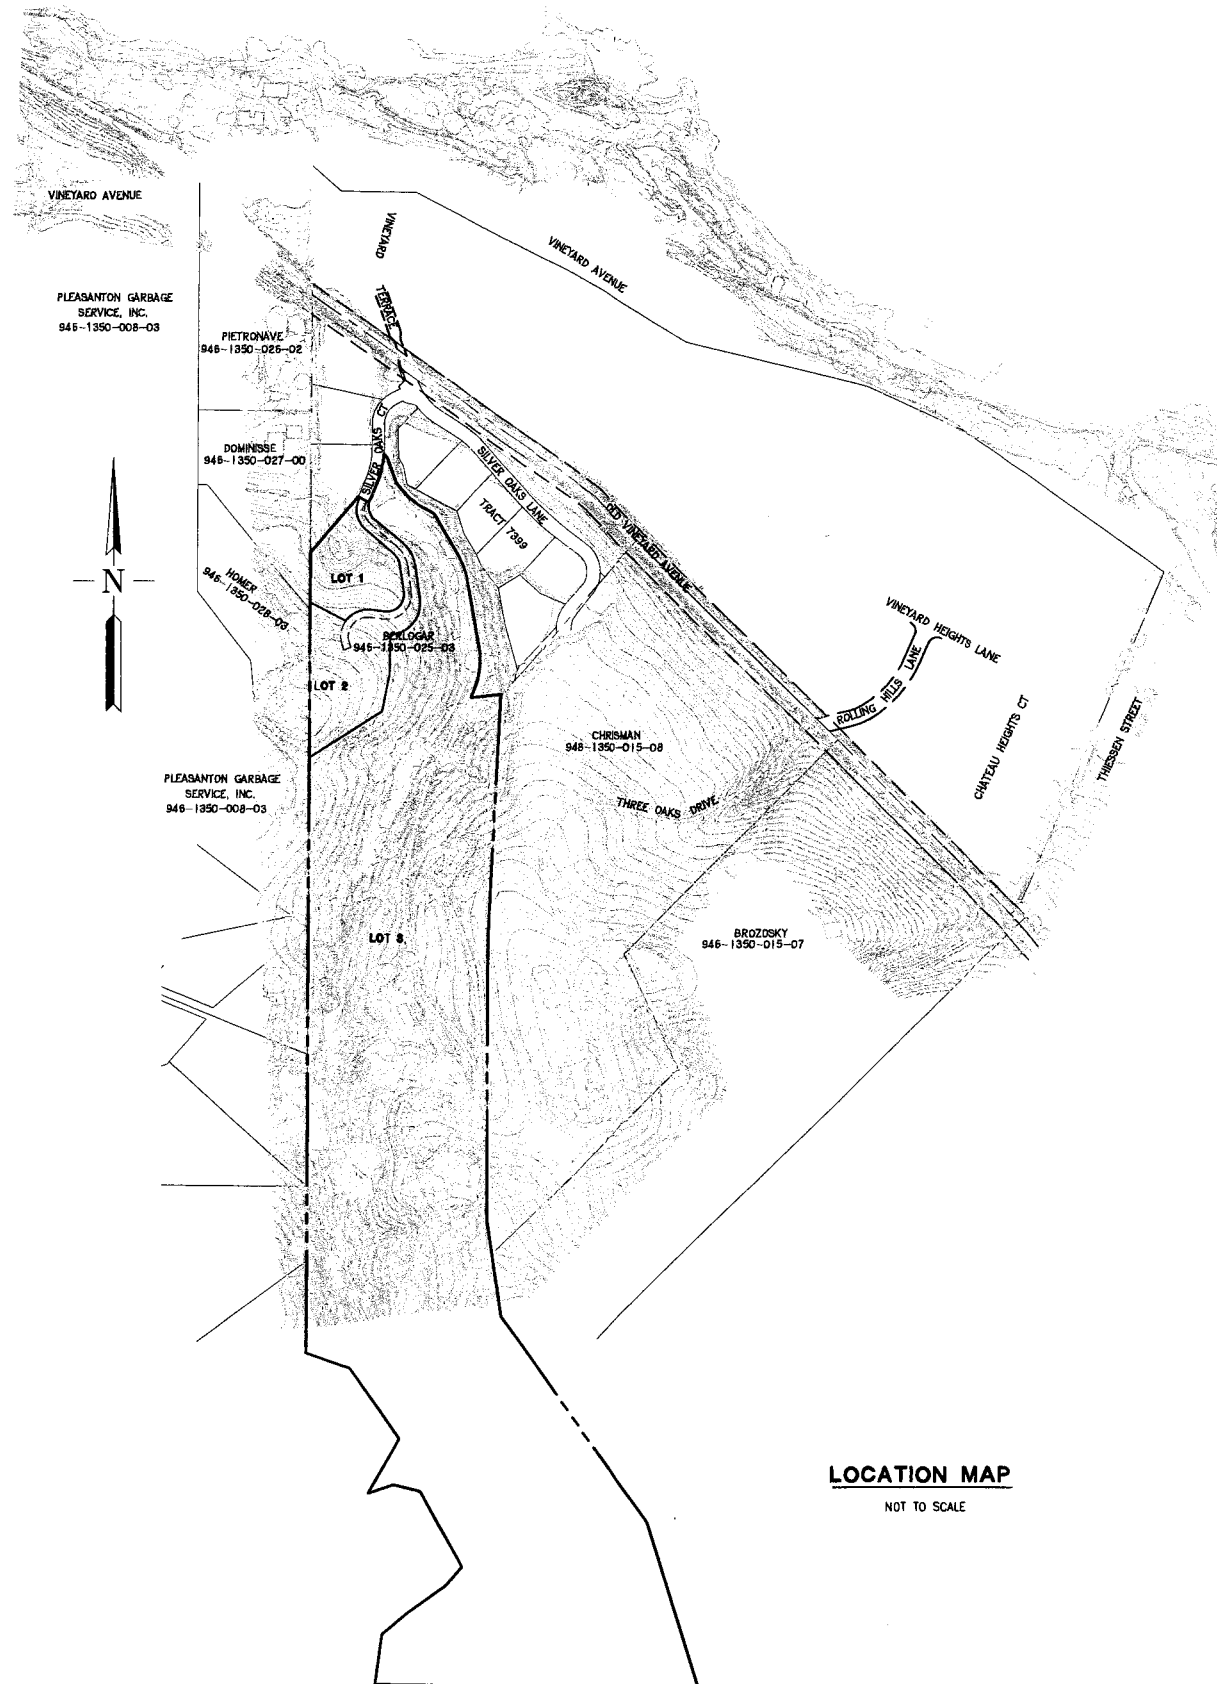 VINEYARD AVENUE
VINEYARD
TERRACE
VINEYARD AVENUE
PLEASANTON GARBAGE
SERVICE, INC.
946-1350-008-03
PIETRONAVE
946-1350-026-02
DOMINISSE
946-1350-027-00
SILVER OAKS CT
SILVER OAKS LANE
TRACT 7399
OLD VINEYARD AVENUE
N
HOMER
946-1350-028-03
LOT 1
BERLOGAR
946-1350-025-03
LOT 2
VINEYARD HEIGHTS LANE
ROLLING HILLS LANE
CHATEAU HEIGHTS CT
THIESSEN STREET
CHRISMAN
946-1350-015-08
THREE OAKS DRIVE
PLEASANTON GARBAGE
SERVICE, INC.
946-1350-008-03
LOT 3
BROZOSKY
946-1350-015-07
LOCATION MAP
NOT TO SCALE